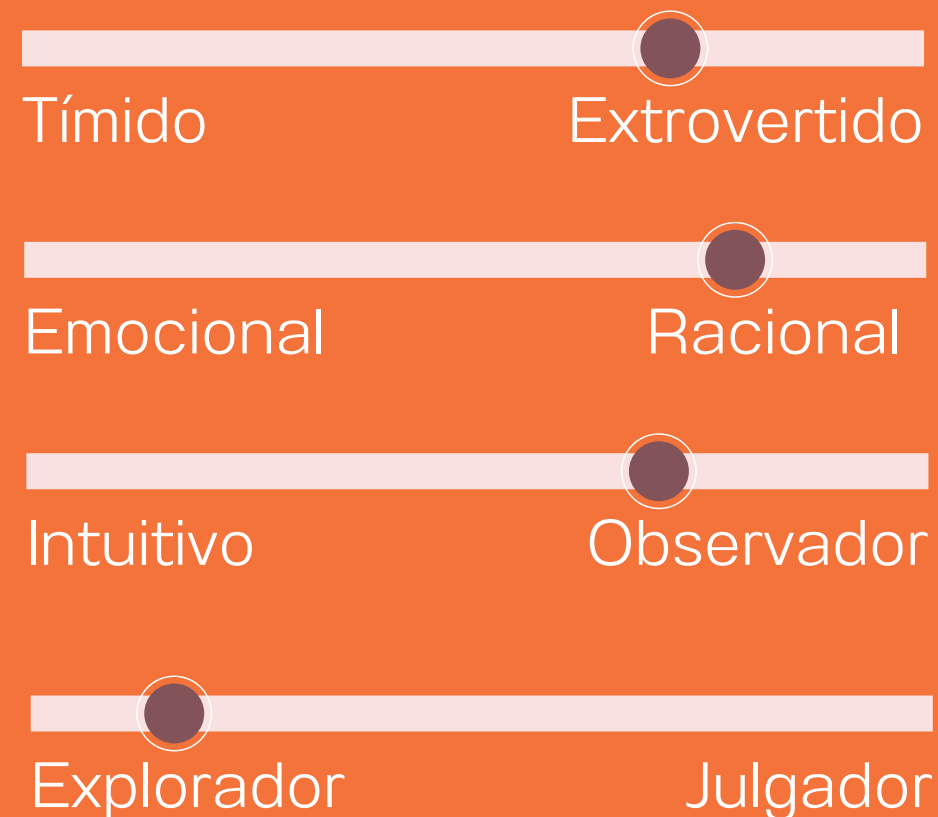 Tímido Extrovertido
Emocional Racional
Intuitivo Observador
Explorador Julgador